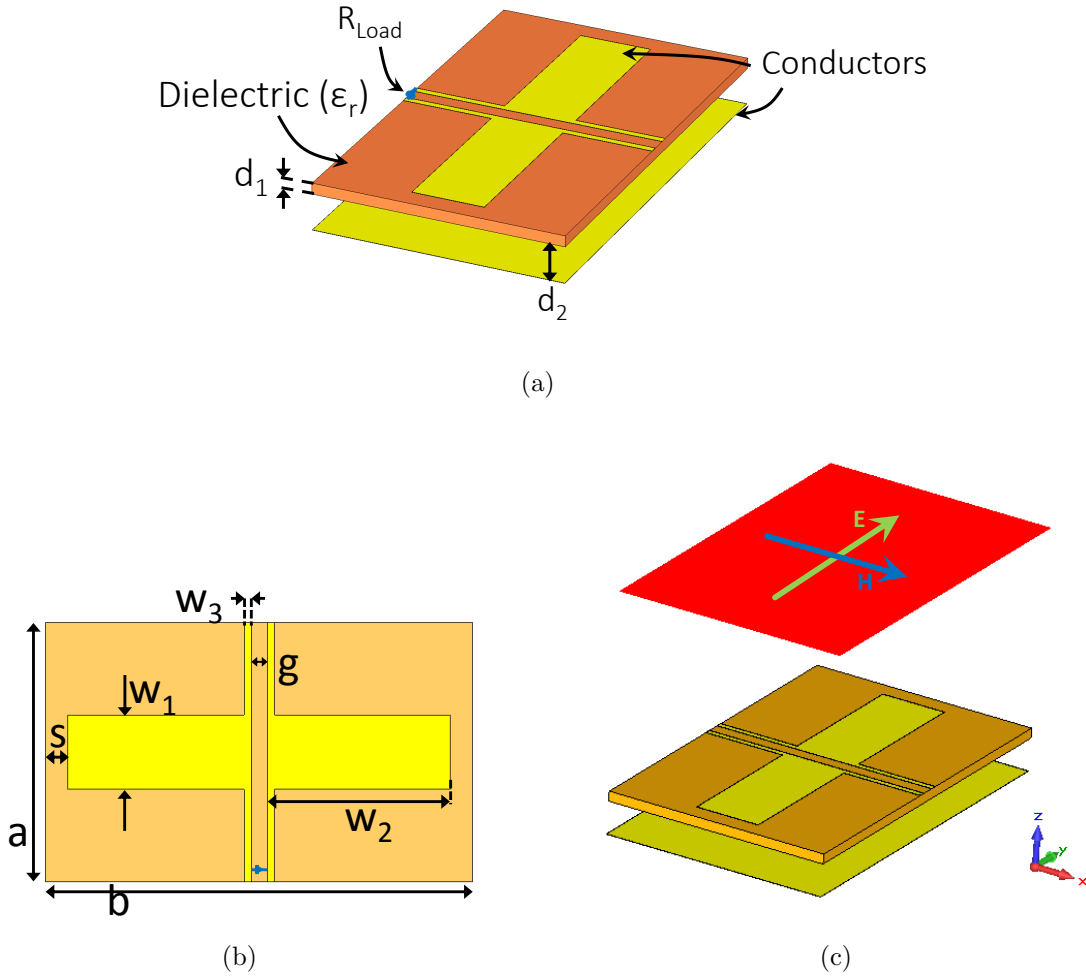 R_Load
Conductors
Dielectric (ε_r)
d_1
d_2
(a)
E
H
w_3
g
w_1
s
w_2
a
b
z
y
x
(b)
(c)